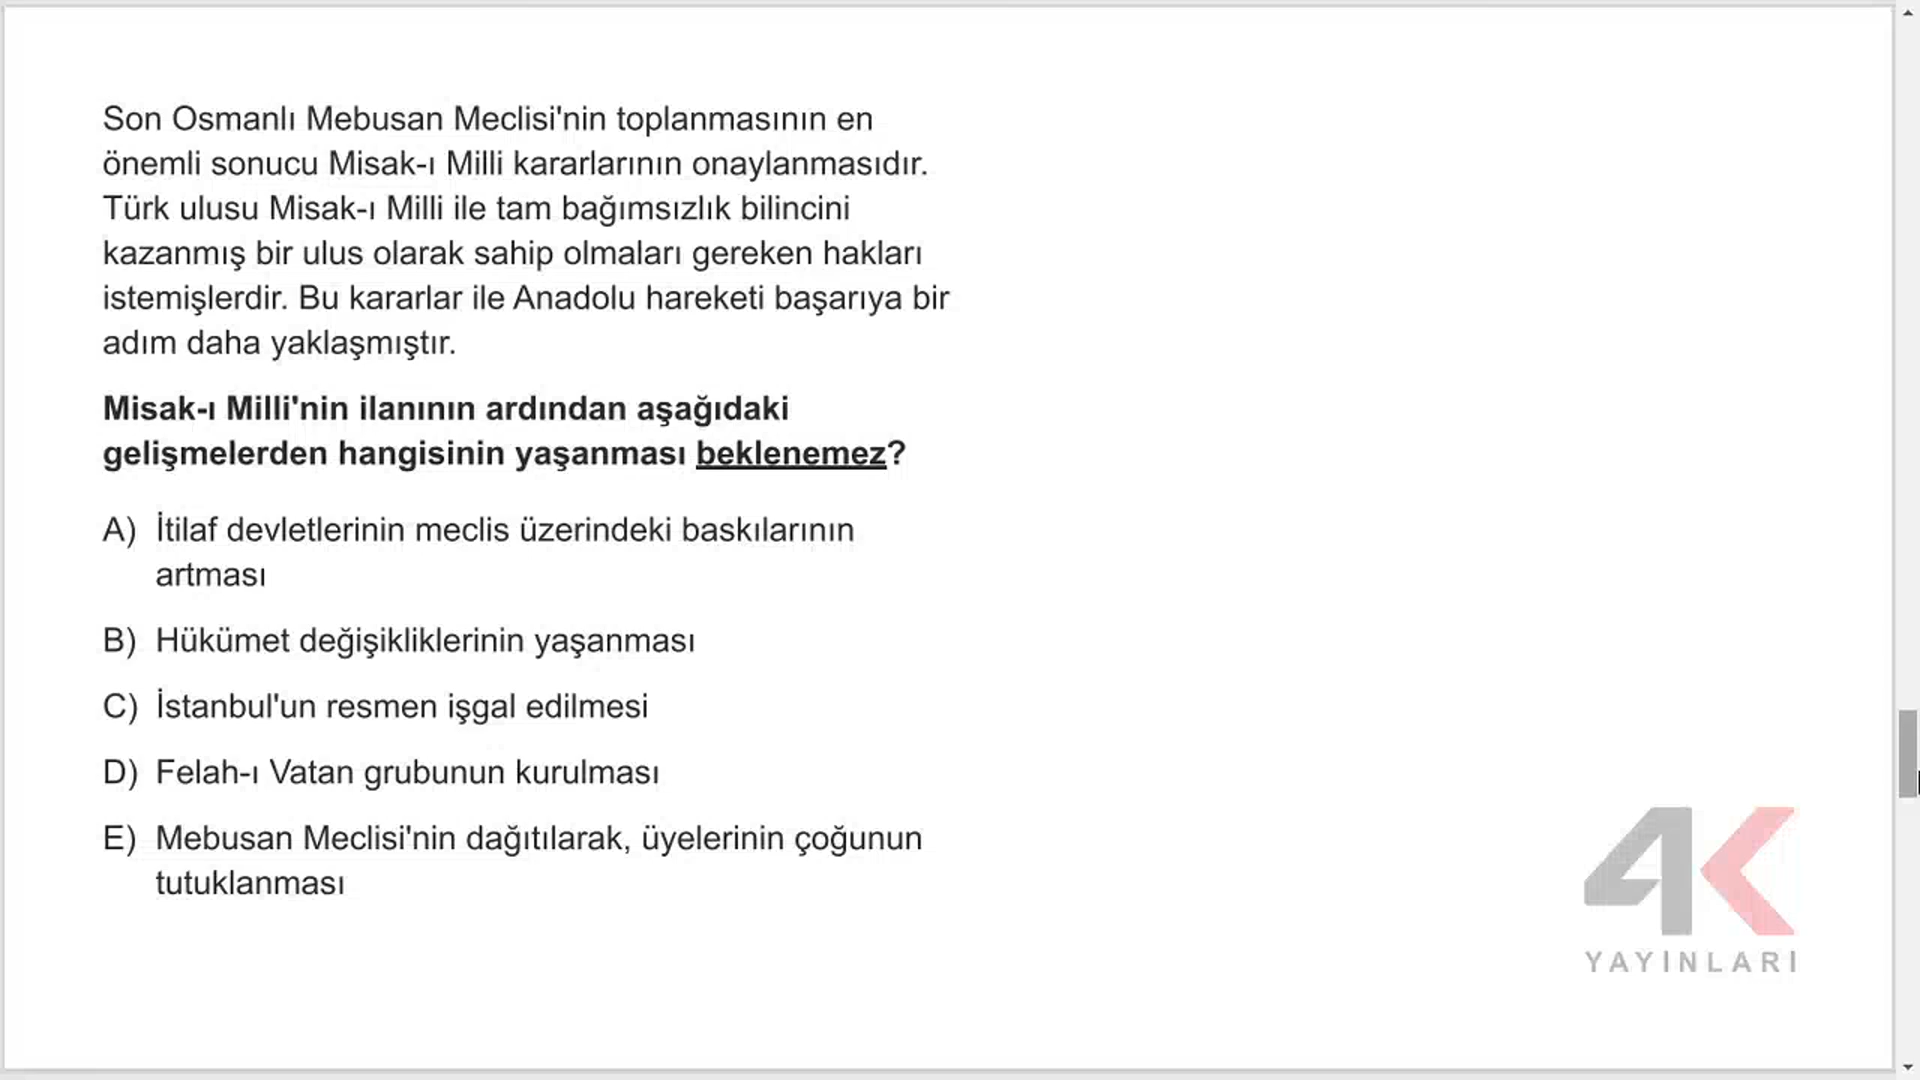 Son Osmanlı Mebusan Meclisi'nin toplanmasının en
önemli sonucu Misak-ı Milli kararlarının onaylanmasıdır.
Türk ulusu Misak-ı Milli ile tam bağımsızlık bilincini
kazanmış bir ulus olarak sahip olmaları gereken hakları
istemişlerdir. Bu kararlar ile Anadolu hareketi başarıya bir
adım daha yaklaşmıştır.
Misak-ı Milli'nin ilanının ardından aşağıdaki
gelişmelerden hangisinin yaşanması beklenemez?
A) İtilaf devletlerinin meclis üzerindeki baskılarının
artması
B) Hükümet değişikliklerinin yaşanması
C) İstanbul'un resmen işgal edilmesi
D) Felah-ı Vatan grubunun kurulması
E) Mebusan Meclisi'nin dağıtılarak, üyelerinin çoğunun
tutuklanması
4K
YAYINLARI